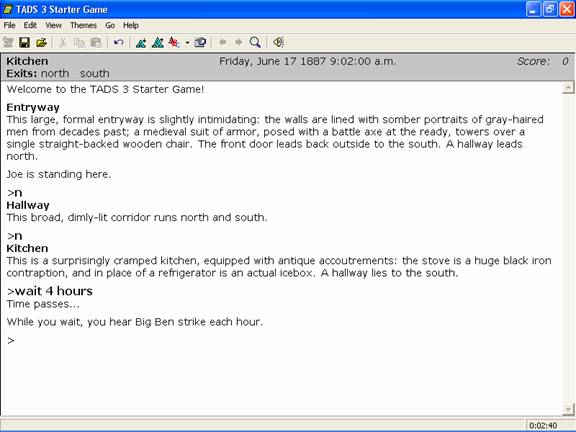 TADS 3 Starter Game
File Edit View Themes Go Help
Abc
Kitchen Friday, June 17 1887 9:02:00 a.m. Score: 0
Exits: north south
Welcome to the TADS 3 Starter Game!
Entryway
This large, formal entryway is slightly intimidating: the walls are lined with somber portraits of gray-haired
men from decades past; a medieval suit of armor, posed with a battle axe at the ready, towers over a
single straight-backed wooden chair. The front door leads back outside to the south. A hallway leads
north.
Joe is standing here.
>n
Hallway
This broad, dimly-lit corridor runs north and south.
>n
Kitchen
This is a surprisingly cramped kitchen, equipped with antique accoutrements: the stove is a huge black iron
contraption, and in place of a refrigerator is an actual icebox. A hallway lies to the south.
>wait 4 hours
Time passes...
While you wait, you hear Big Ben strike each hour.
>
0:02:40